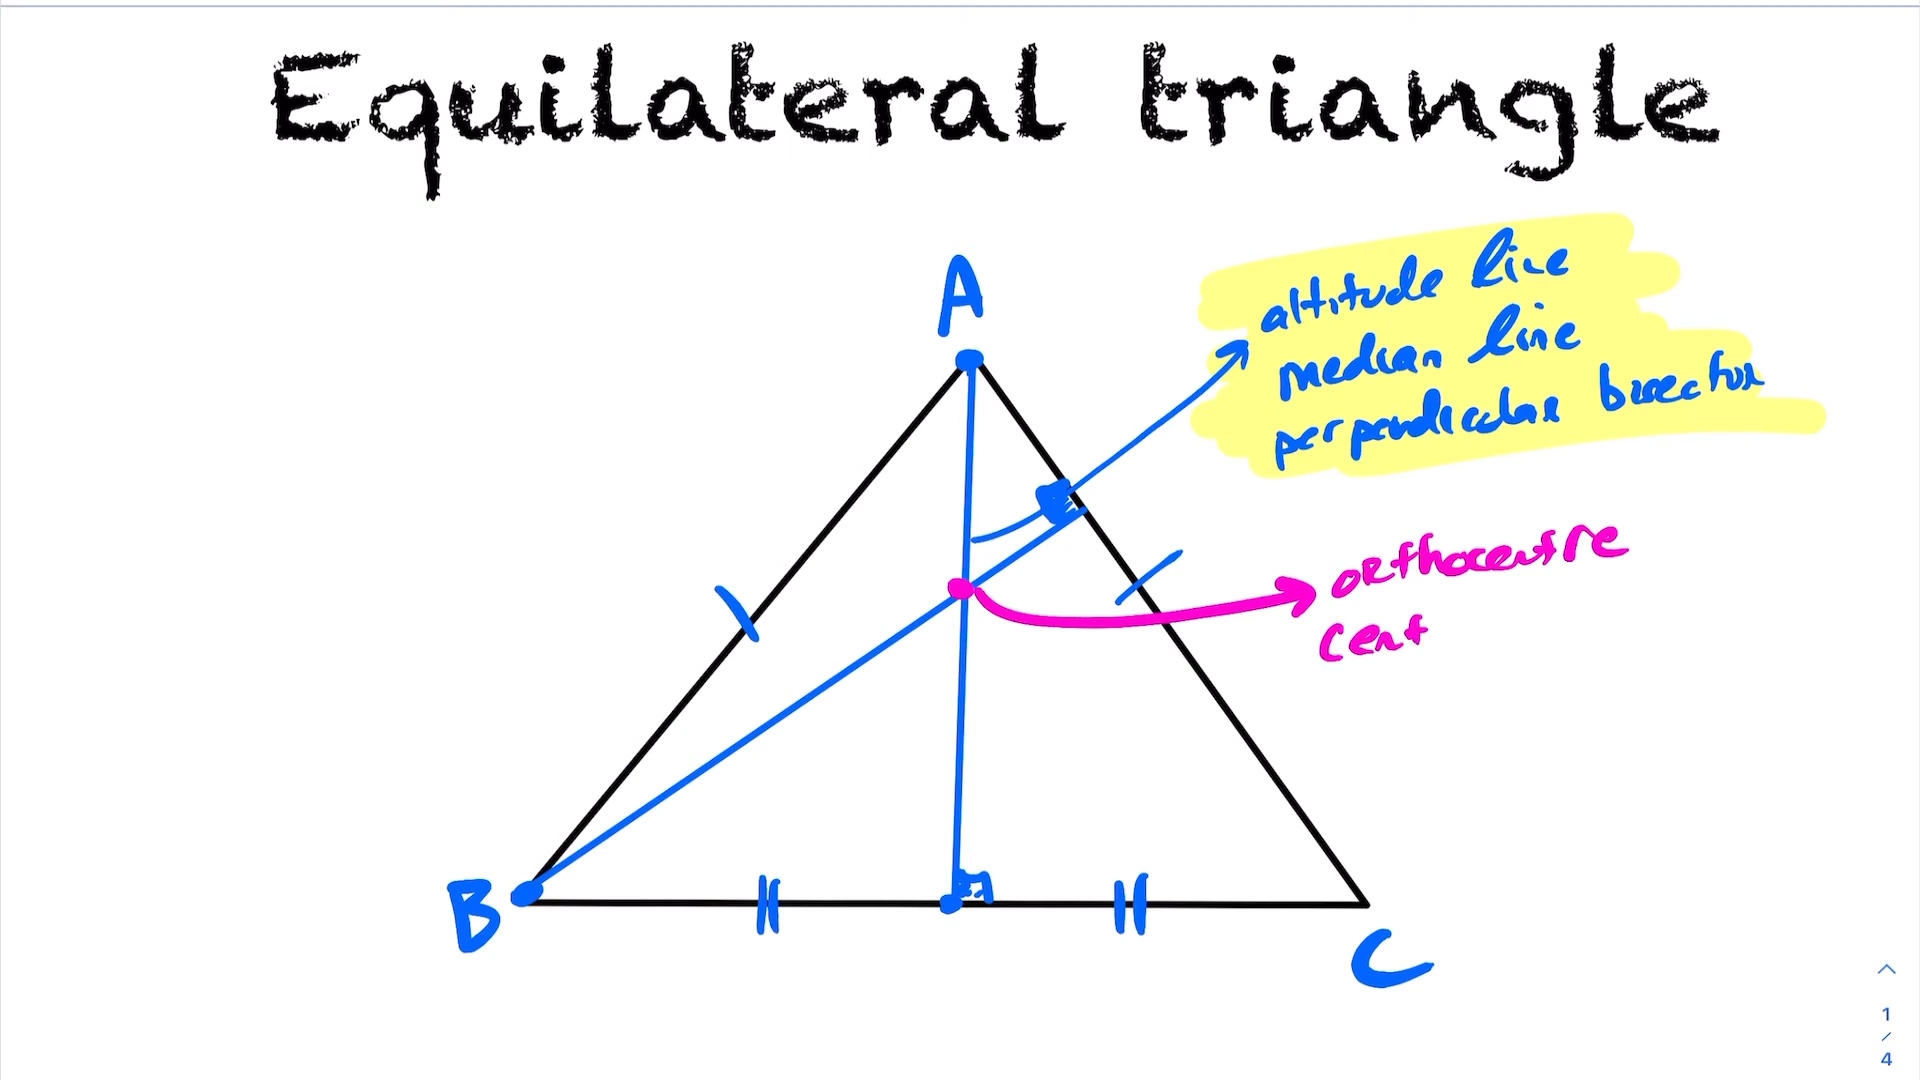 Equilateral triangle
A
altitude line
median line
perpendicular bisector
orthocentre
cent
B
C
1
/
4